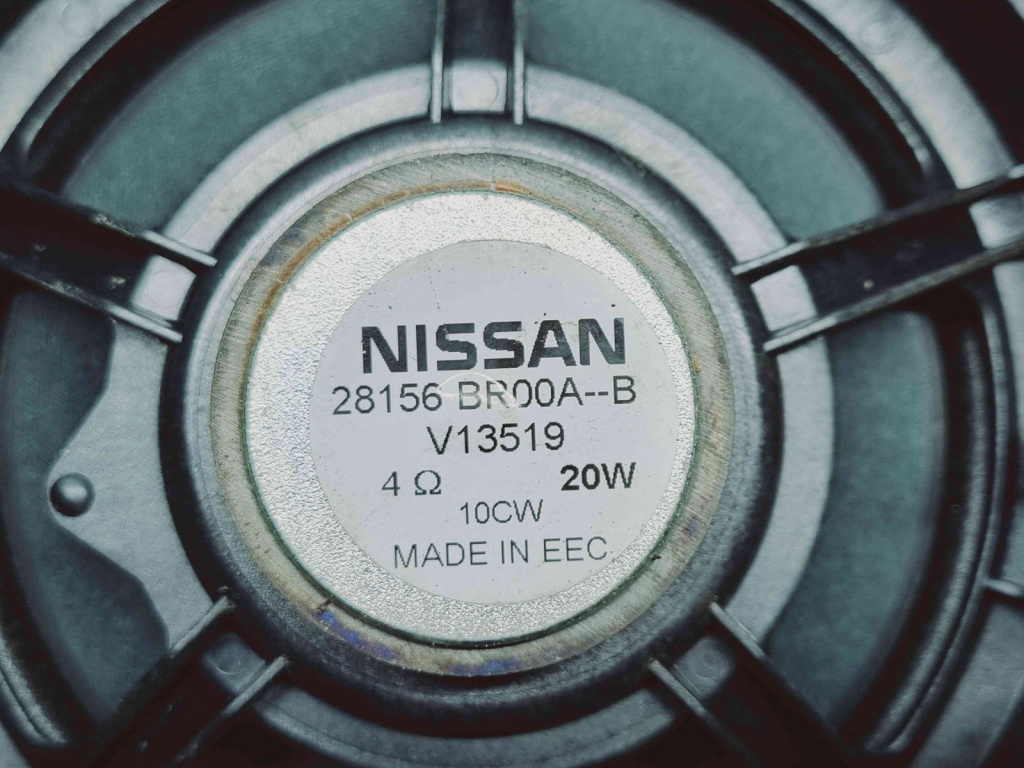 NISSAN
28156 BR00A--B
V13519
4 Ω 20W
10CW
MADE IN EEC.